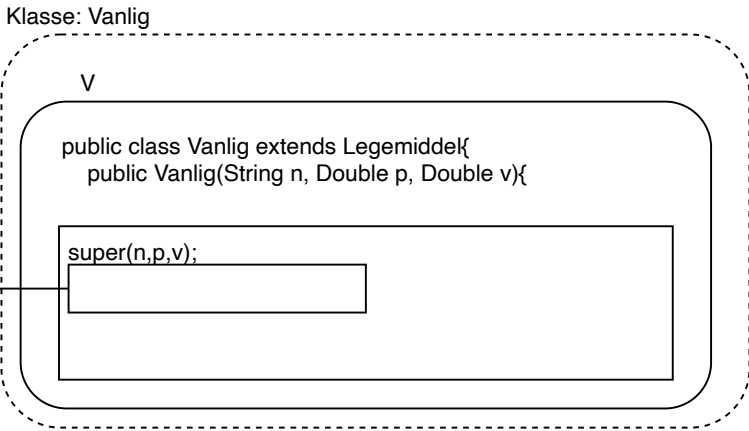 Klasse: Vanlig
V
public class Vanlig extends Legemiddel{
public Vanlig(String n, Double p, Double v){
super(n,p,v);